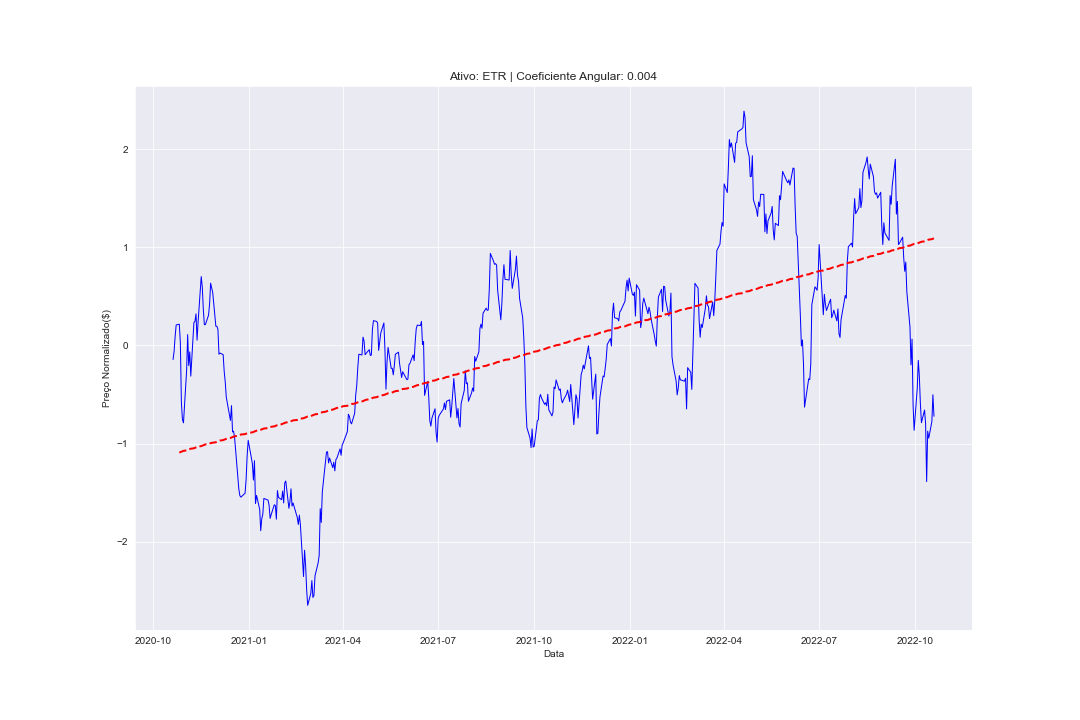 Ativo: ETR | Coeficiente Angular: 0.004
Preço Normalizado($)
2
1
0
−1
−2
2020-10 2021-01 2021-04 2021-07 2021-10 2022-01 2022-04 2022-07 2022-10
Data